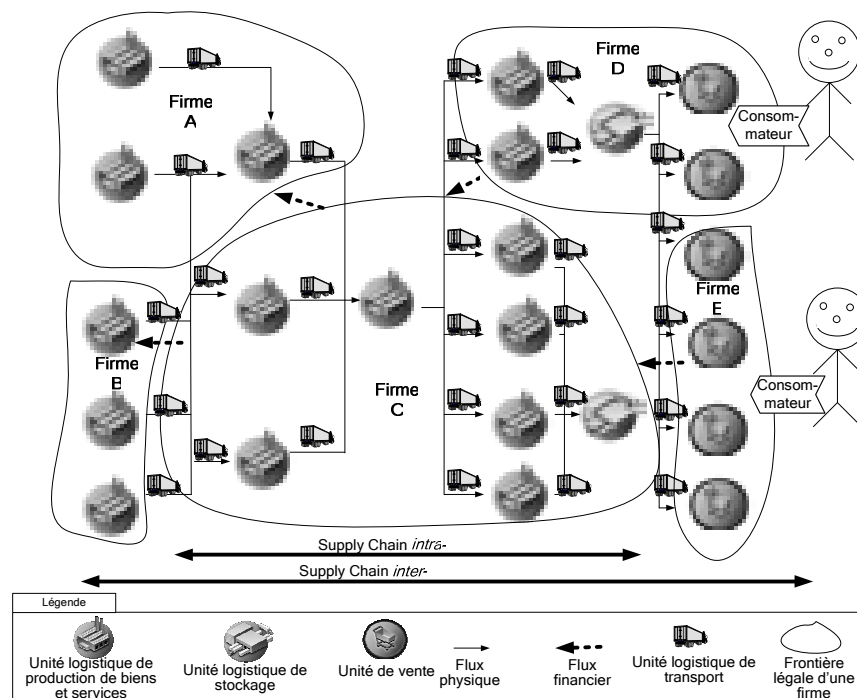 Firme
A
Firme
D
Consom-
mateur
Firme
B
Firme
C
Firme
E
Consom-
mateur
Supply Chain intra-
Supply Chain inter-
Légende
Unité logistique de
production de biens
et services
Unité logistique de
stockage
Unité de vente
Flux
physique
Flux
financier
Unité logistique de
transport
Frontière
légale d'une
firme